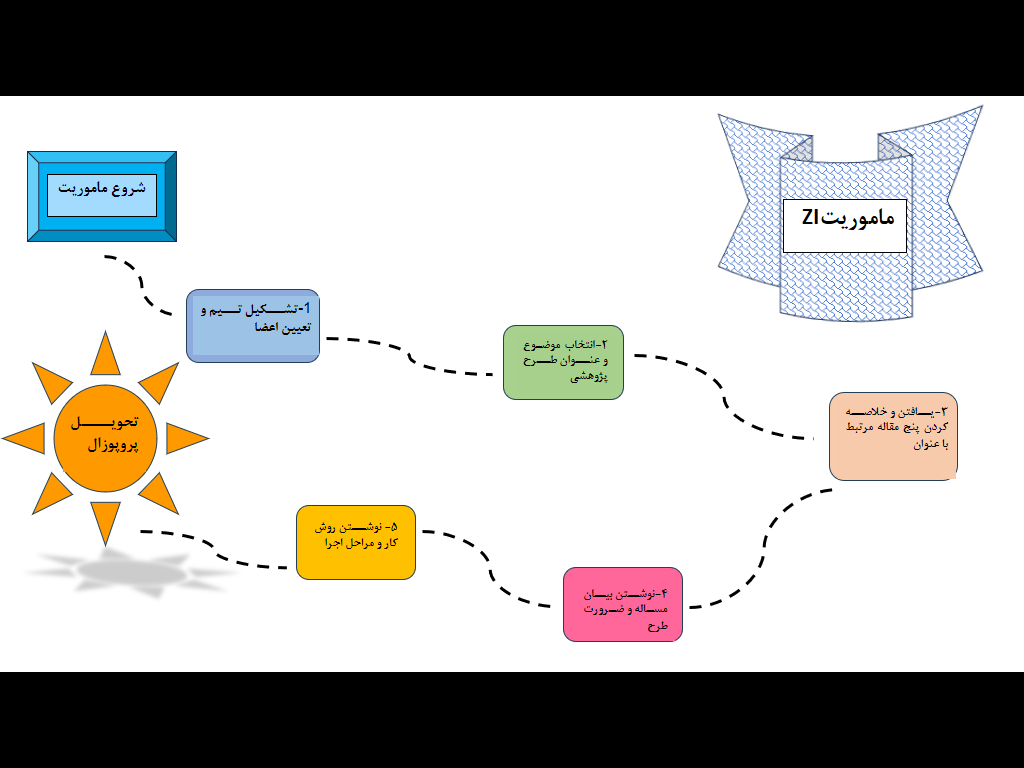 ماموریتZI
شروع ماموریت
1-تشکیل تیم و
تعیین اعضا
۲-انتخاب موضوع
و عنوان طرح
پژوهشی
۳-یافتن و خلاصه
کردن پنج مقاله مرتبط
با عنوان
۴-نوشتن بیان
مساله و ضرورت
طرح
۵- نوشتن روش
کار و مراحل اجرا
تحویل
پروپوزال